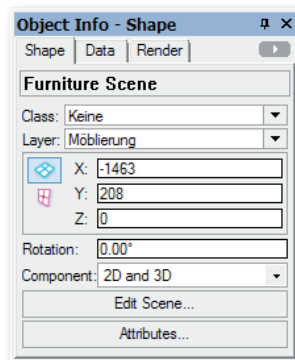 Object Info - Shape
Shape Data Render
Furniture Scene
Class: Keine
Layer: Möblierung
X: -1463
Y: 208
Z: 0
Rotation: 0.00°
Component: 2D and 3D
Edit Scene...
Attributes...